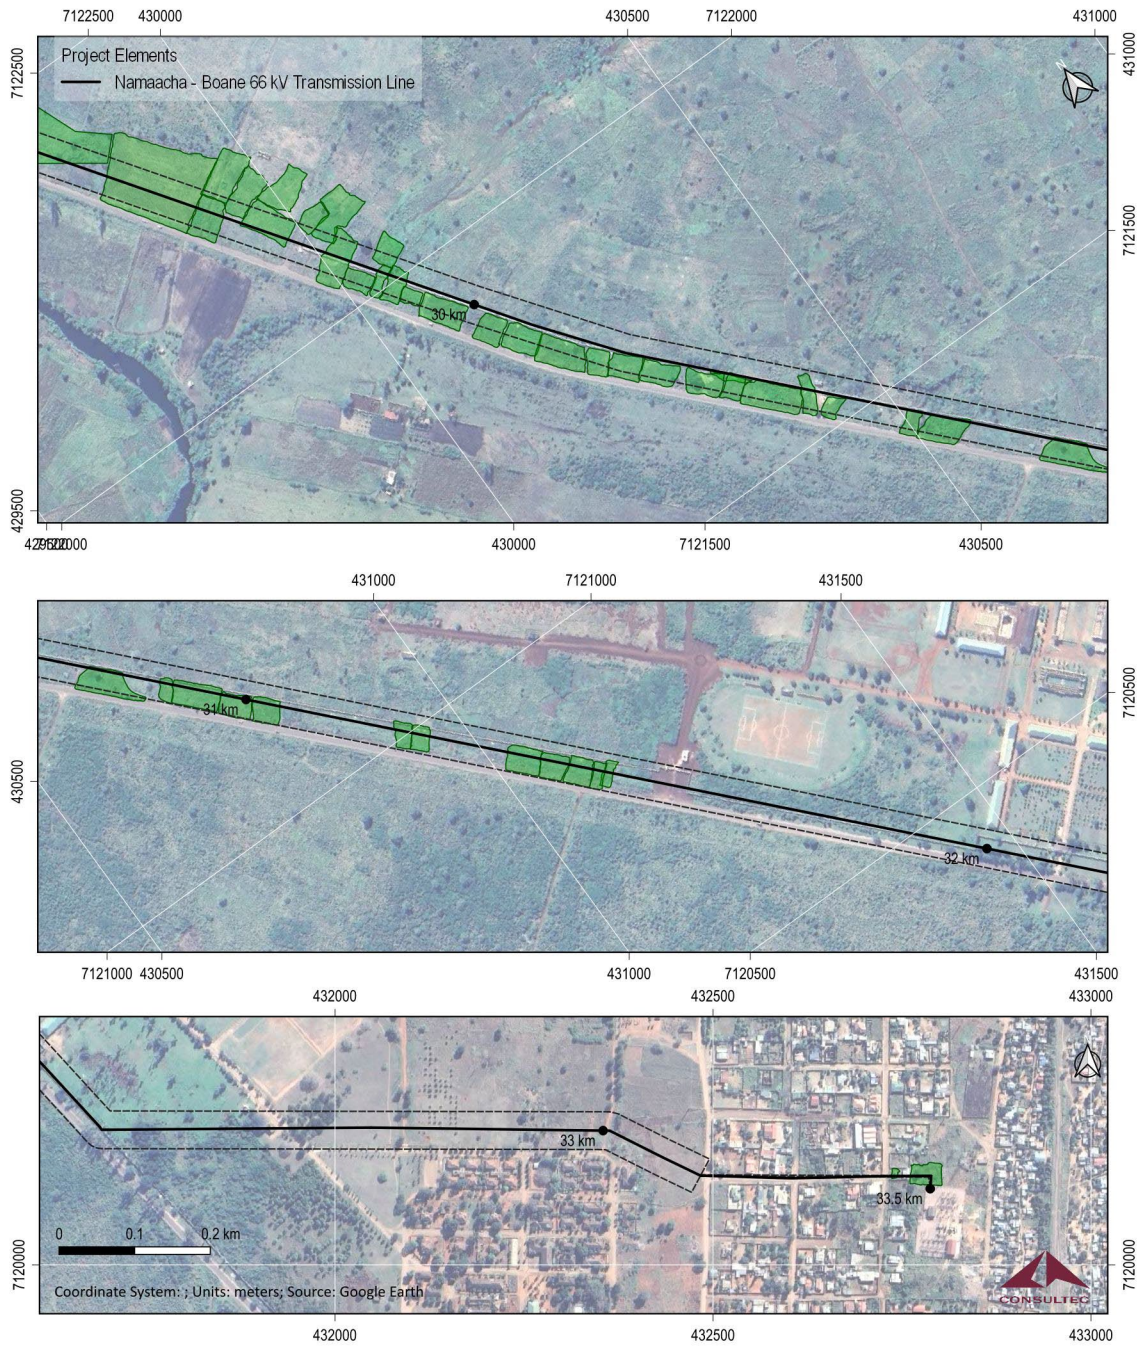 7122500 430000 430500 7122000 431000
Project Elements
Namaacha - Boane 66 kV Transmission Line
N
7122500
431000
7121500
30 km
429500
429500 7122000 430000 7121500 430500
431000 7121000 431500
7120500
31 km
430500
32 km
7121000 430500 431000 7120500 431500
432000 432500 433000
33 km
33.5 km
0 0.1 0.2 km
7120000
7120000
Coordinate System: ; Units: meters; Source: Google Earth
CONSULTEC
432000 432500 433000